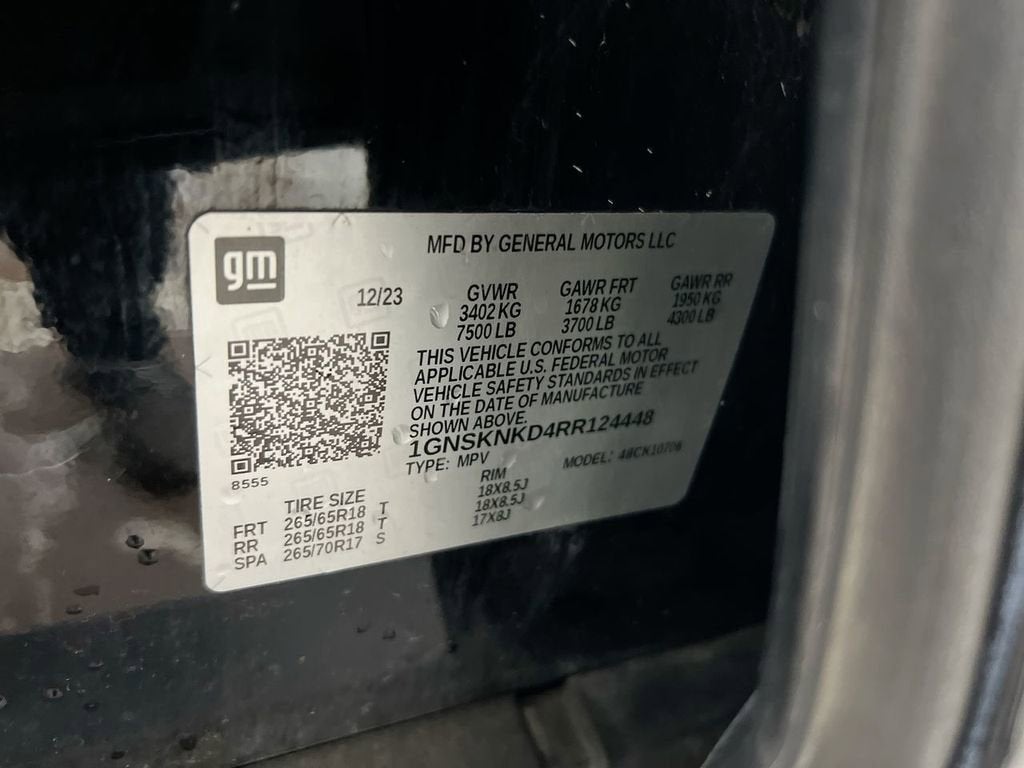 gm
MFD BY GENERAL MOTORS LLC
12/23
GVWR GAWR FRT GAWR RR
3402 KG 1678 KG 1950 KG
7500 LB 3700 LB 4300 LB
THIS VEHICLE CONFORMS TO ALL
APPLICABLE U.S. FEDERAL MOTOR
VEHICLE SAFETY STANDARDS IN EFFECT
ON THE DATE OF MANUFACTURE
SHOWN ABOVE.
1GNSKNKD4RR124448
TYPE: MPV MODEL: 48CK10706
8555
TIRE SIZE RIM
FRT 265/65R18 T 18X8.5J
RR 265/65R18 T 18X8.5J
SPA 265/70R17 S 17X8J